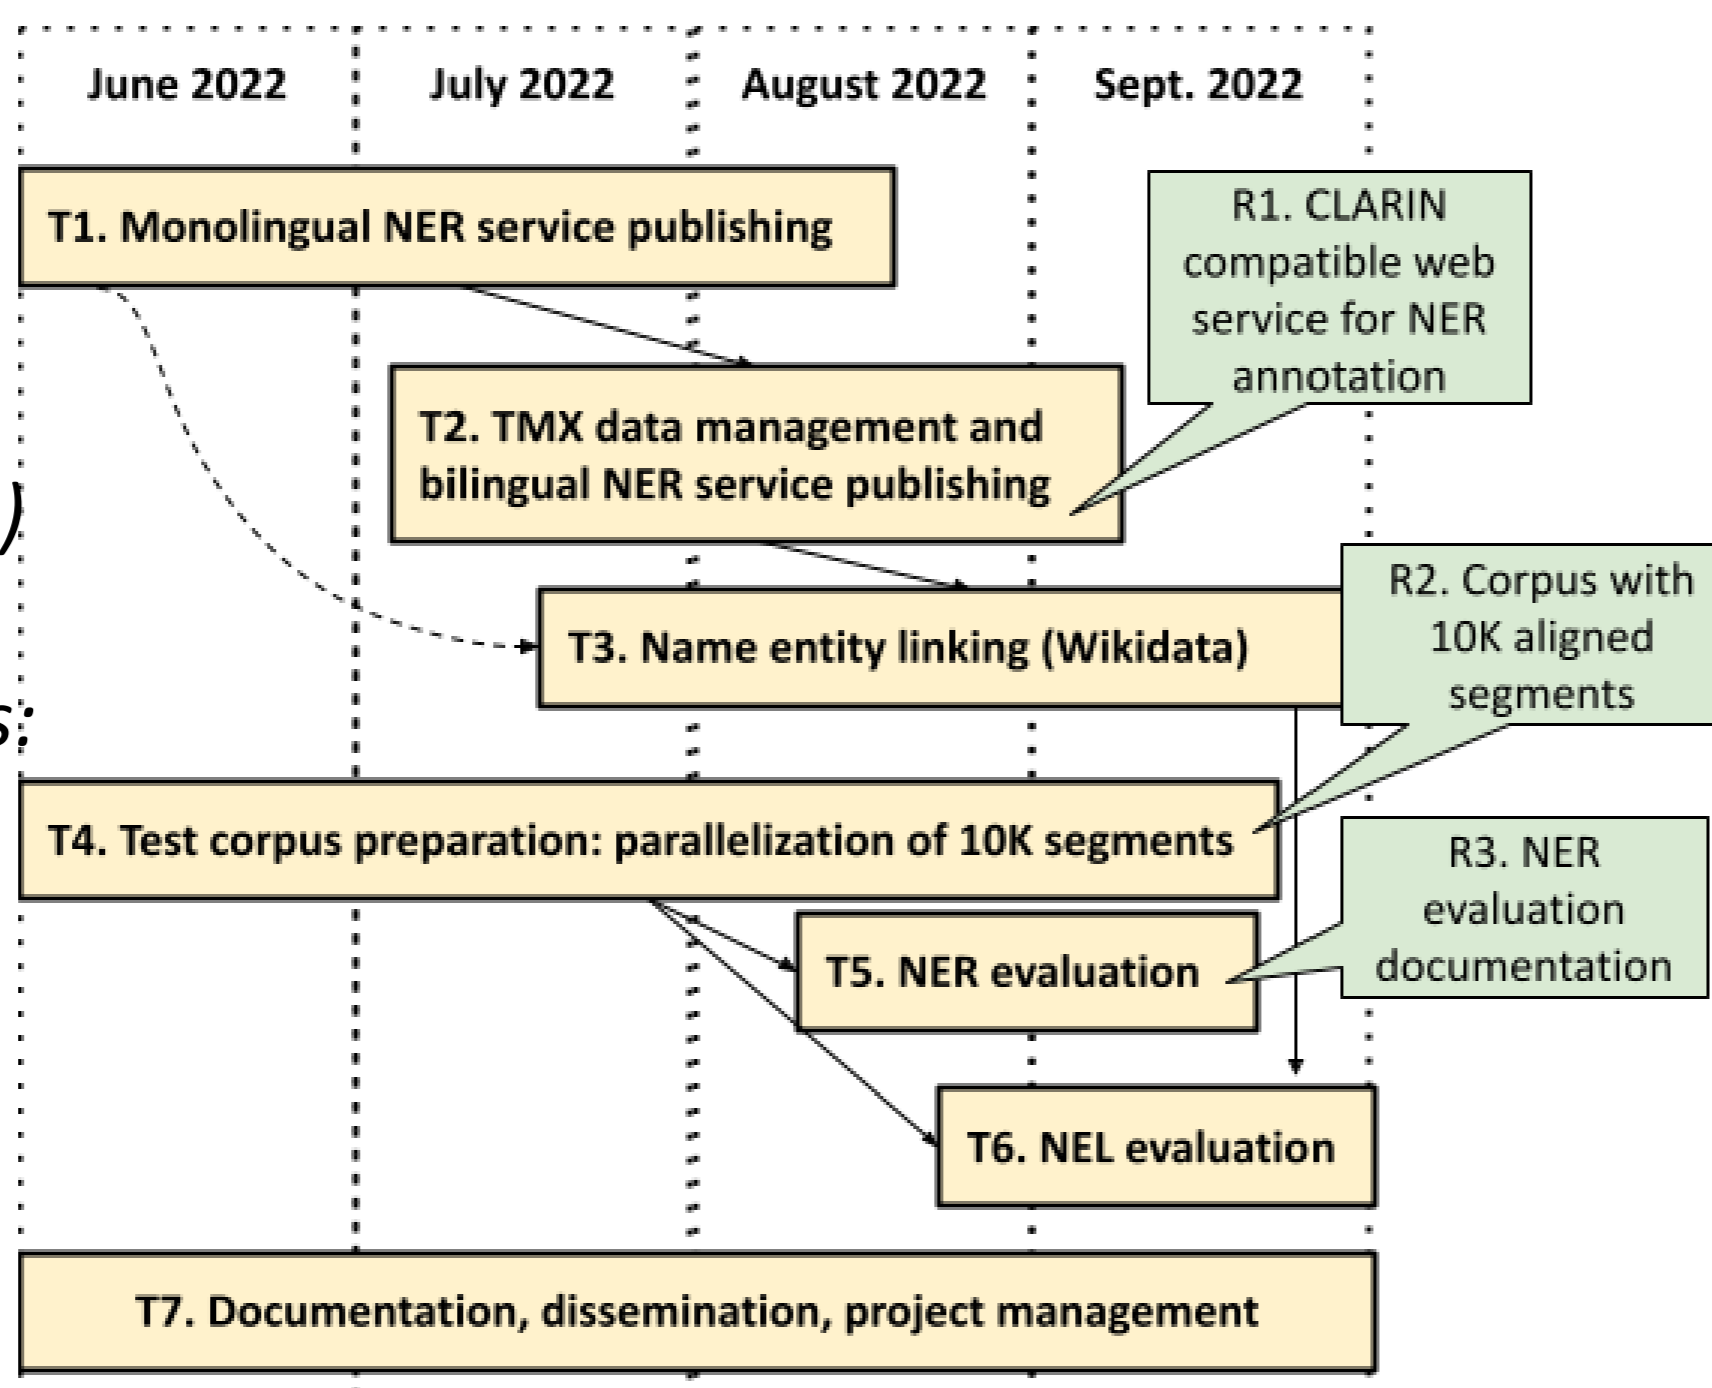 June 2022
July 2022
August 2022
Sept. 2022
T1. Monolingual NER service publishing
R1. CLARIN
compatible web
service for NER
annotation
T2. TMX data management and
bilingual NER service publishing
)
R2. Corpus with
10K aligned
segments
T3. Name entity linking (Wikidata)
s:
T4. Test corpus preparation: parallelization of 10K segments
R3. NER
evaluation
documentation
T5. NER evaluation
T6. NEL evaluation
T7. Documentation, dissemination, project management